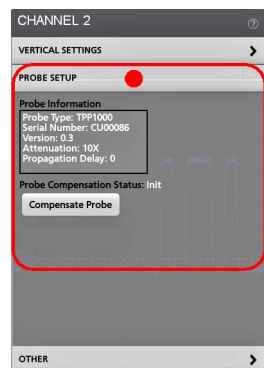 CHANNEL 2
VERTICAL SETTINGS
PROBE SETUP
Probe Information
Probe Type: TPP1000
Serial Number: CU00086
Version: 0.3
Attenuation: 10X
Propagation Delay: 0
Probe Compensation Status: Init
Compensate Probe
OTHER